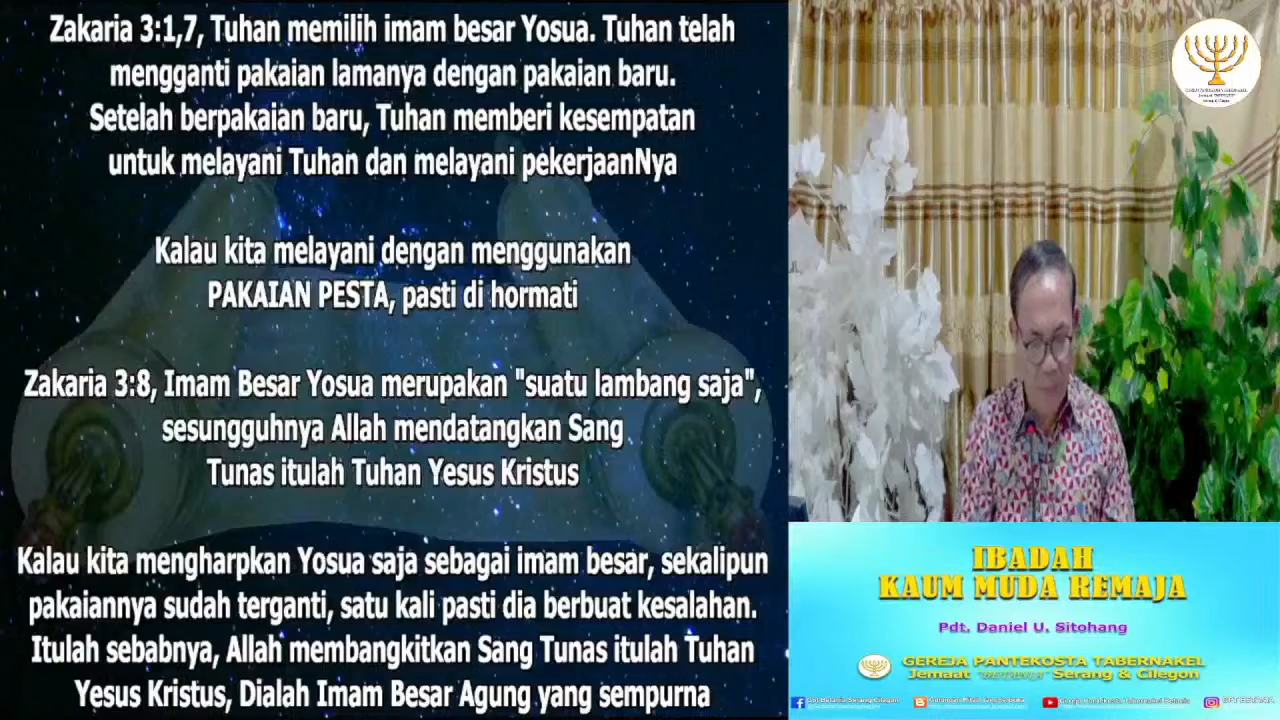 Zakaria 3:1,7, Tuhan memilih imam besar Yosua. Tuhan telah
mengganti pakaian lamanya dengan pakaian baru.
Setelah berpakaian baru, Tuhan memberi kesempatan
untuk melayani Tuhan dan melayani pekerjaanNya
Kalau kita melayani dengan menggunakan
PAKAIAN PESTA, pasti di hormati
Zakaria 3:8, Imam Besar Yosua merupakan "suatu lambang saja",
sesungguhnya Allah mendatangkan Sang
Tunas itulah Tuhan Yesus Kristus
Kalau kita mengharpkan Yosua saja sebagai imam besar, sekalipun
pakaiannya sudah terganti, satu kali pasti dia berbuat kesalahan.
Itulah sebabnya, Allah membangkitkan Sang Tunas itulah Tuhan
Yesus Kristus, Dialah Imam Besar Agung yang sempurna
IBADAH
KAUM MUDA REMAJA
Pdt. Daniel U. Sitohang
GEREJA PANTEKOSTA TABERNAKEL
Jemaat "BETANIA" Serang & Cilegon